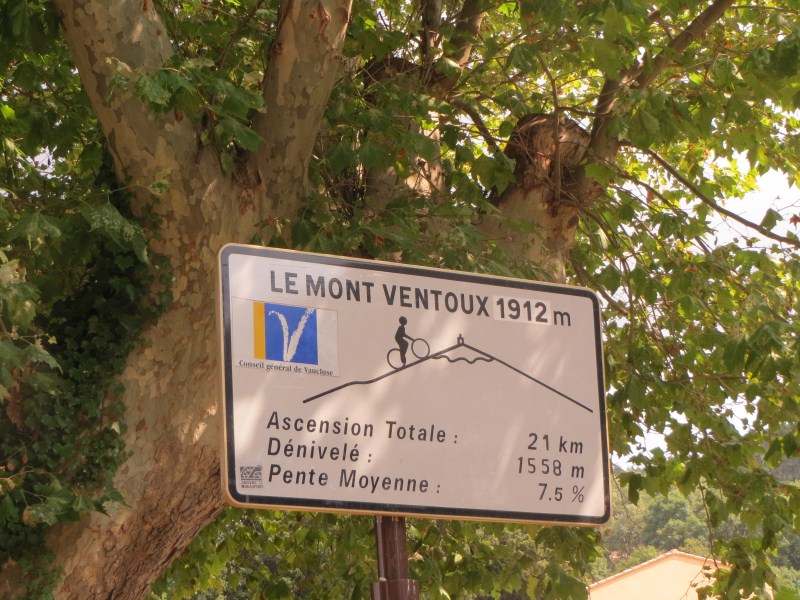 LE MONT VENTOUX 1912 m
Conseil général de Vaucluse
Ascension Totale : 21 km
Dénivelé : 1558 m
Pente Moyenne : 7.5 %